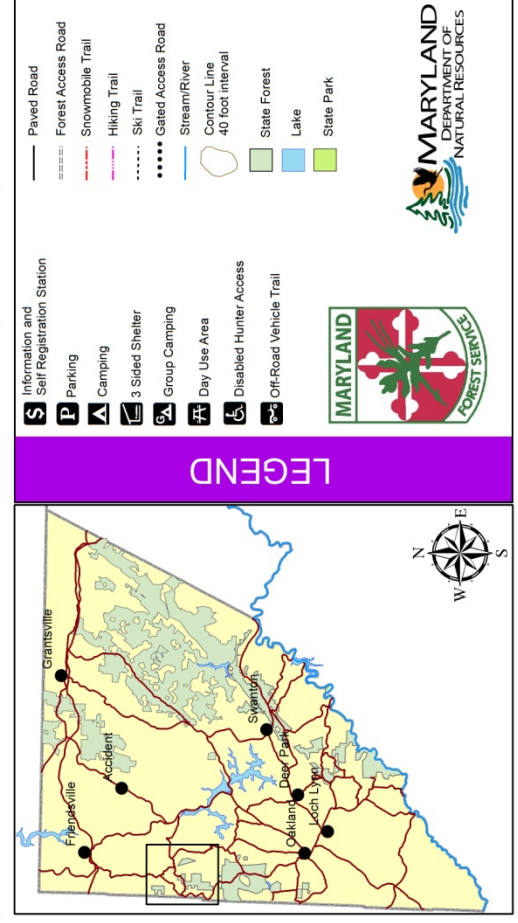 LEGEND
Information and
Self Registration Station
Parking
Camping
3 Sided Shelter
Group Camping
Day Use Area
Disabled Hunter Access
Off-Road Vehicle Trail
Paved Road
Forest Access Road
Snowmobile Trail
Hiking Trail
Ski Trail
Gated Access Road
Stream/River
Contour Line
40 foot interval
State Forest
Lake
State Park
$
P
G
MARYLAND
FOREST SERVICE
MARYLAND
DEPARTMENT OF
NATURAL RESOURCES
Grantsville
Friendsville
Accident
Swanton
Deer Park
Oakland
Loch Lynn
N
W
E
S